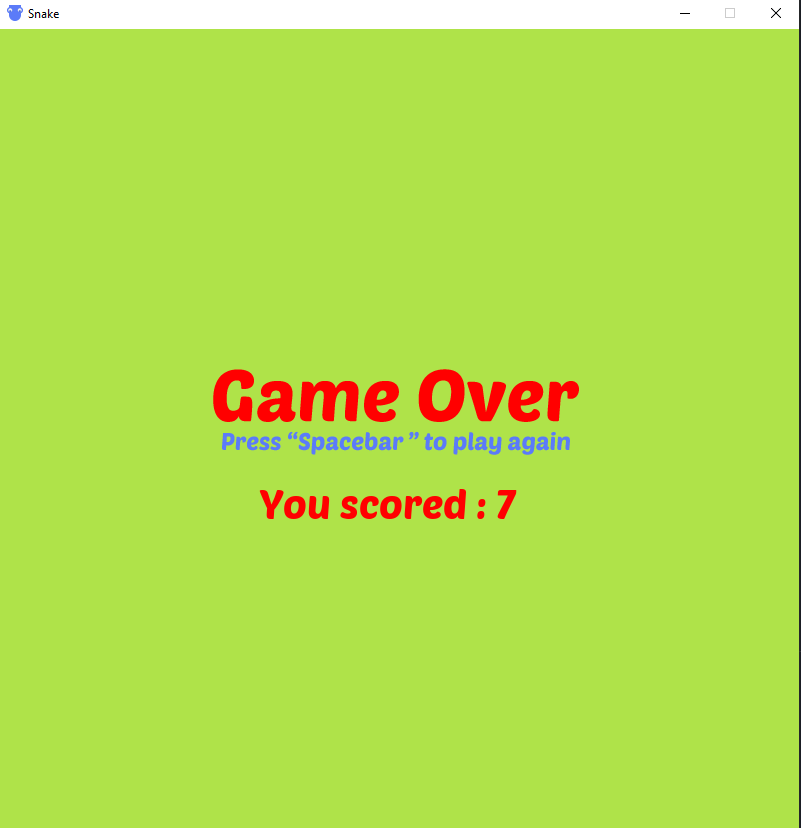 Snake
Game Over
Press “Spacebar ” to play again
You scored : 7